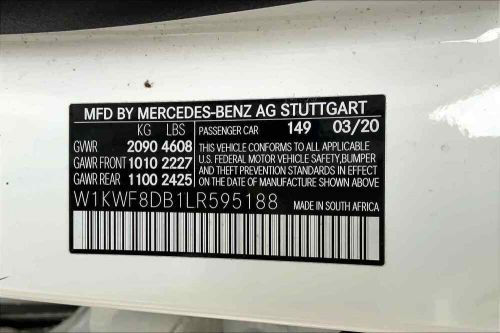 MFD BY MERCEDES-BENZ AG STUTTGART
KG LBS
GVWR 2090 4608
GAWR FRONT 1010 2227
GAWR REAR 1100 2425
PASSENGER CAR 149 03/20
THIS VEHICLE CONFORMS TO ALL APPLICABLE
U.S. FEDERAL MOTOR VEHICLE SAFETY, BUMPER
AND THEFT PREVENTION STANDARDS IN EFFECT
ON THE DATE OF MANUFACTURE SHOWN ABOVE
W1KWF8DB1LR595188
MADE IN SOUTH AFRICA